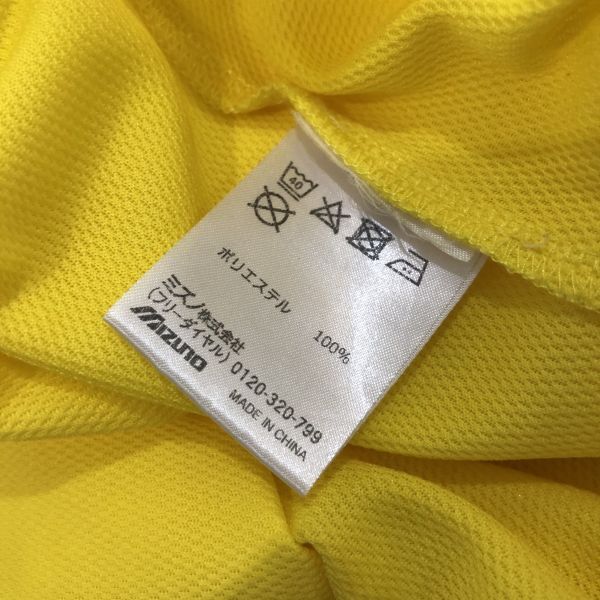 40
ポリエステル 100%
ミズノ株式会社
(フリーダイヤル) 0120-320-799
MIZUNO MADE IN CHINA